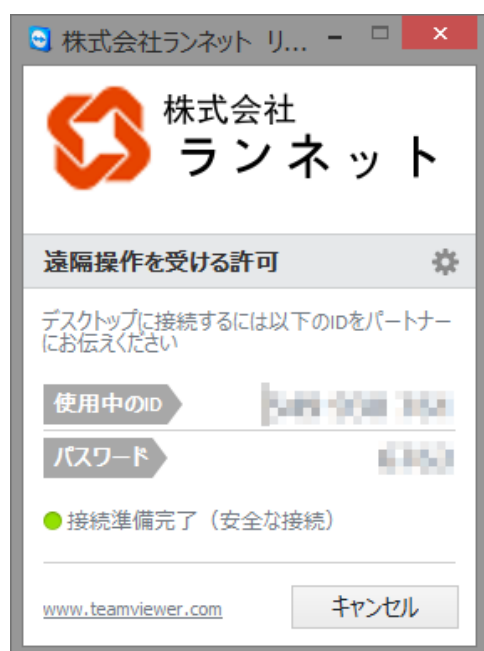 株式会社ランネット リ...
株式会社
ランネット
遠隔操作を受ける許可
デスクトップに接続するには以下のIDをパートナー
にお伝えください
使用中のID
パスワード
接続準備完了（安全な接続）
www.teamviewer.com
キャンセル